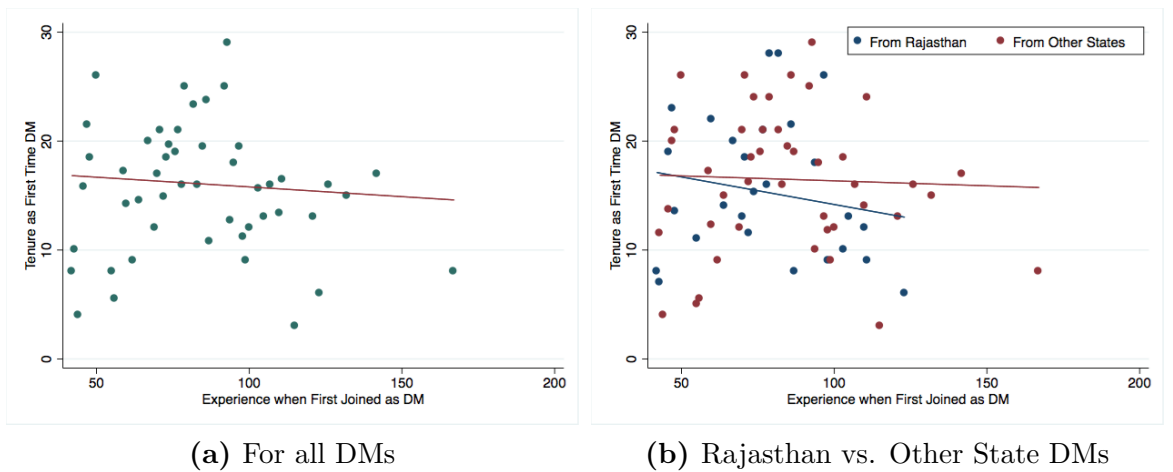 30
20
10
0
Tenure as First Time DM
50
100
150
200
Experience when First Joined as DM
(a) For all DMs
From Rajasthan
From Other States
30
20
10
0
Tenure as First Time DM
50
100
150
200
Experience when First Joined as DM
(b) Rajasthan vs. Other State DMs